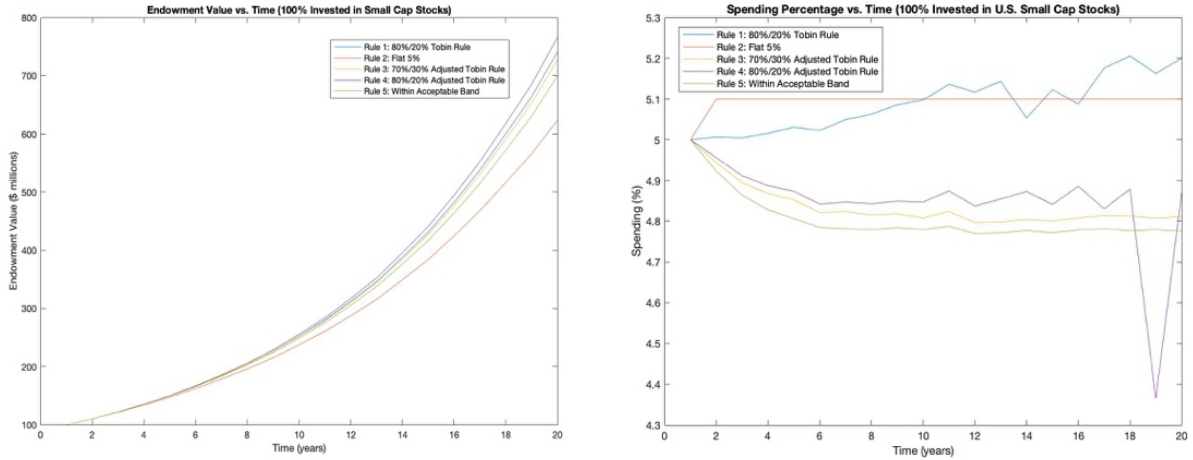 Endowment Value vs. Time (100% Invested in Small Cap Stocks)
800
700
600
500
400
300
200
100
Endowment Value ($ millions)
Rule 1: 80%/20% Tobin Rule
Rule 2: Flat 5%
Rule 3: 70%/30% Adjusted Tobin Rule
Rule 4: 80%/20% Adjusted Tobin Rule
Rule 5: Within Acceptable Band
0 2 4 6 8 10 12 14 16 18 20
Time (years)
Spending Percentage vs. Time (100% Invested in U.S. Small Cap Stocks)
5.3
5.2
5.1
5
4.9
4.8
4.7
4.6
4.5
4.4
4.3
Spending (%)
Rule 1: 80%/20% Tobin Rule
Rule 2: Flat 5%
Rule 3: 70%/30% Adjusted Tobin Rule
Rule 4: 80%/20% Adjusted Tobin Rule
Rule 5: Within Acceptable Band
0 2 4 6 8 10 12 14 16 18 20
Time (years)